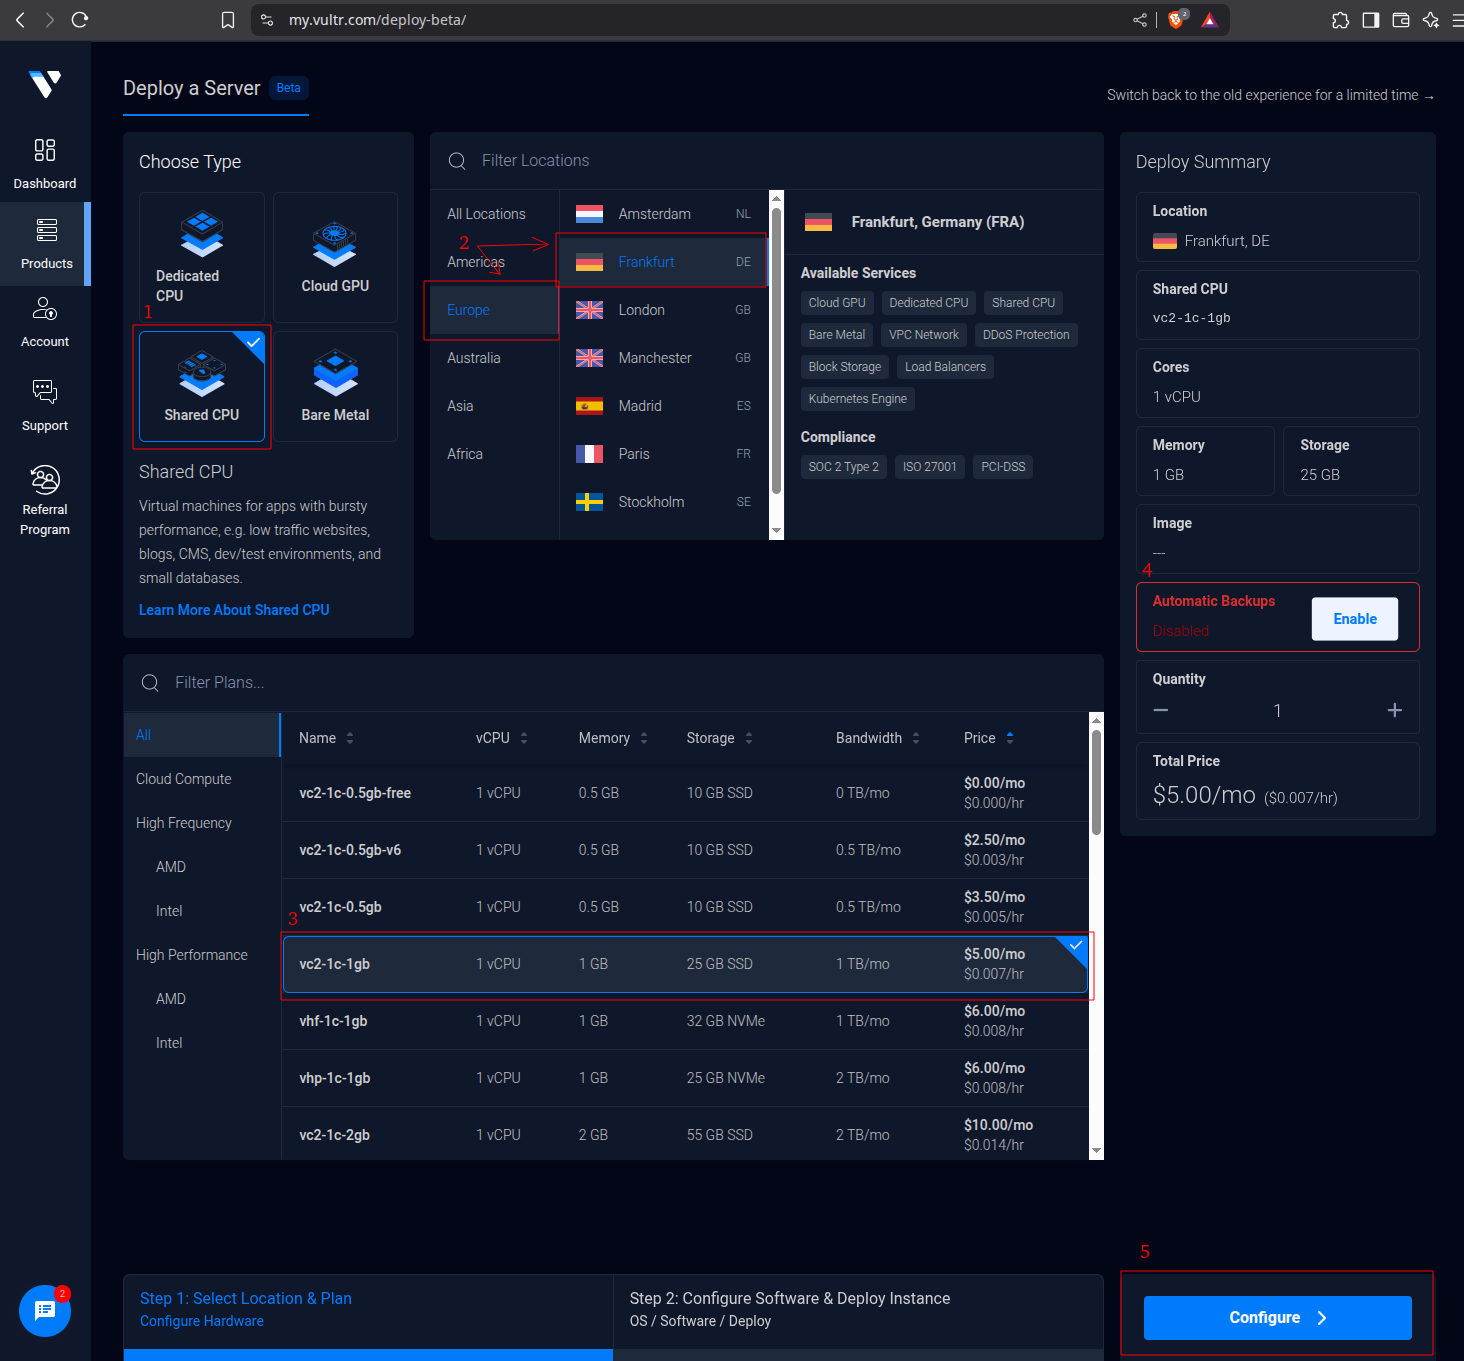 my.vultr.com/deploy-beta/
2
Deploy a Server Beta
Switch back to the old experience for a limited time →
Dashboard
Products
Account
Support
Referral
Program
Choose Type
Dedicated
CPU
Cloud GPU
1
Shared CPU
Bare Metal
Shared CPU
Virtual machines for apps with bursty
performance, e.g. low traffic websites,
blogs, CMS, dev/test environments, and
small databases.
Learn More About Shared CPU
Filter Locations
All Locations
2
Americas
Europe
Australia
Asia
Africa
Amsterdam NL
Frankfurt DE
London GB
Manchester GB
Madrid ES
Paris FR
Stockholm SE
Frankfurt, Germany (FRA)
Available Services
Cloud GPU Dedicated CPU Shared CPU
Bare Metal VPC Network DDoS Protection
Block Storage Load Balancers
Kubernetes Engine
Compliance
SOC 2 Type 2 ISO 27001 PCI-DSS
Deploy Summary
Location
Frankfurt, DE
Shared CPU
vc2-1c-1gb
Cores
1 vCPU
Memory Storage
1 GB 25 GB
Image
---
4
Automatic Backups
Disabled
Enable
Quantity
1
Total Price
$5.00/mo ($0.007/hr)
Filter Plans...
All
Cloud Compute
High Frequency
AMD
Intel
High Performance
AMD
Intel
Name vCPU Memory Storage Bandwidth Price
vc2-1c-0.5gb-free 1 vCPU 0.5 GB 10 GB SSD 0 TB/mo $0.00/mo
$0.000/hr
vc2-1c-0.5gb-v6 1 vCPU 0.5 GB 10 GB SSD 0.5 TB/mo $2.50/mo
$0.003/hr
vc2-1c-0.5gb 1 vCPU 0.5 GB 10 GB SSD 0.5 TB/mo $3.50/mo
$0.005/hr
3
vc2-1c-1gb 1 vCPU 1 GB 25 GB SSD 1 TB/mo $5.00/mo
$0.007/hr
vhf-1c-1gb 1 vCPU 1 GB 32 GB NVMe 1 TB/mo $6.00/mo
$0.008/hr
vhp-1c-1gb 1 vCPU 1 GB 25 GB NVMe 2 TB/mo $6.00/mo
$0.008/hr
vc2-1c-2gb 1 vCPU 2 GB 55 GB SSD 2 TB/mo $10.00/mo
$0.014/hr
2
Step 1: Select Location & Plan
Configure Hardware
Step 2: Configure Software & Deploy Instance
OS / Software / Deploy
5
Configure